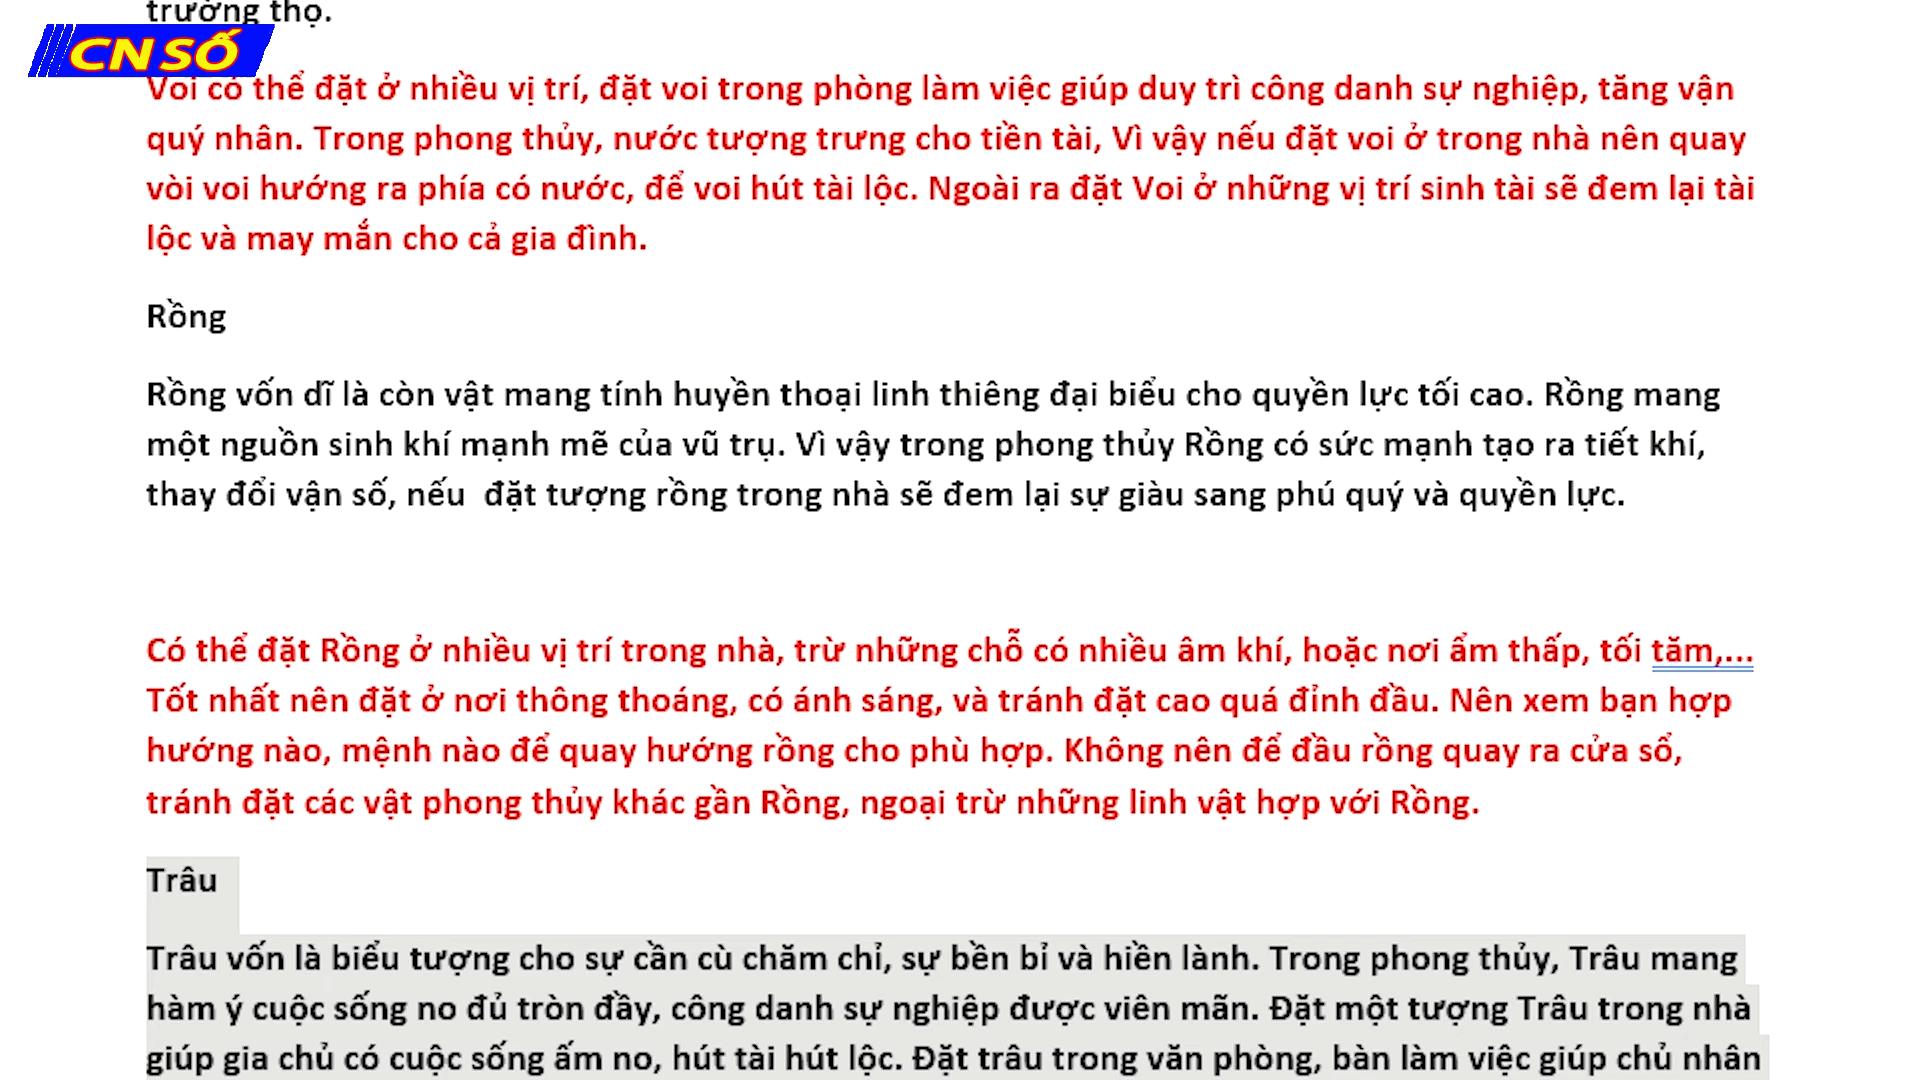 trường thọ.
CN SỐ
Voi có thể đặt ở nhiều vị trí, đặt voi trong phòng làm việc giúp duy trì công danh sự nghiệp, tăng vận
quý nhân. Trong phong thủy, nước tượng trưng cho tiền tài, Vì vậy nếu đặt voi ở trong nhà nên quay
vòi voi hướng ra phía có nước, để voi hút tài lộc. Ngoài ra đặt Voi ở những vị trí sinh tài sẽ đem lại tài
lộc và may mắn cho cả gia đình.
Rồng
Rồng vốn dĩ là còn vật mang tính huyền thoại linh thiêng đại biểu cho quyền lực tối cao. Rồng mang
một nguồn sinh khí mạnh mẽ của vũ trụ. Vì vậy trong phong thủy Rồng có sức mạnh tạo ra tiết khí,
thay đổi vận số, nếu  đặt tượng rồng trong nhà sẽ đem lại sự giàu sang phú quý và quyền lực.
Có thể đặt Rồng ở nhiều vị trí trong nhà, trừ những chỗ có nhiều âm khí, hoặc nơi ẩm thấp, tối tăm,...
Tốt nhất nên đặt ở nơi thông thoáng, có ánh sáng, và tránh đặt cao quá đỉnh đầu. Nên xem bạn hợp
hướng nào, mệnh nào để quay hướng rồng cho phù hợp. Không nên để đầu rồng quay ra cửa sổ,
tránh đặt các vật phong thủy khác gần Rồng, ngoại trừ những linh vật hợp với Rồng.
Trâu
Trâu vốn là biểu tượng cho sự cần cù chăm chỉ, sự bền bỉ và hiền lành. Trong phong thủy, Trâu mang
hàm ý cuộc sống no đủ tròn đầy, công danh sự nghiệp được viên mãn. Đặt một tượng Trâu trong nhà
giúp gia chủ có cuộc sống ấm no, hút tài hút lộc. Đặt trâu trong văn phòng, bàn làm việc giúp chủ nhân